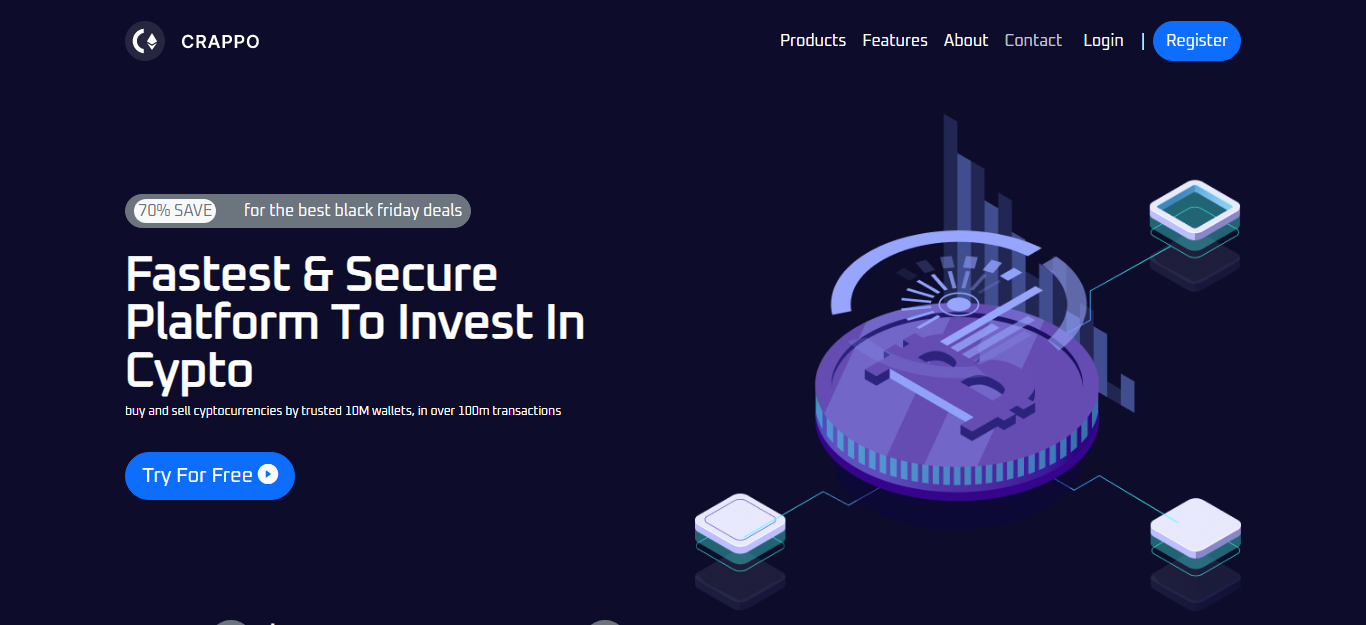 CRAPPO
Products Features About Contact Login | Register
70% SAVE for the best black friday deals
Fastest & Secure
Platform To Invest In
Cypto
buy and sell cyptocurrencies by trusted 10M wallets, in over 100m transactions
Try For Free